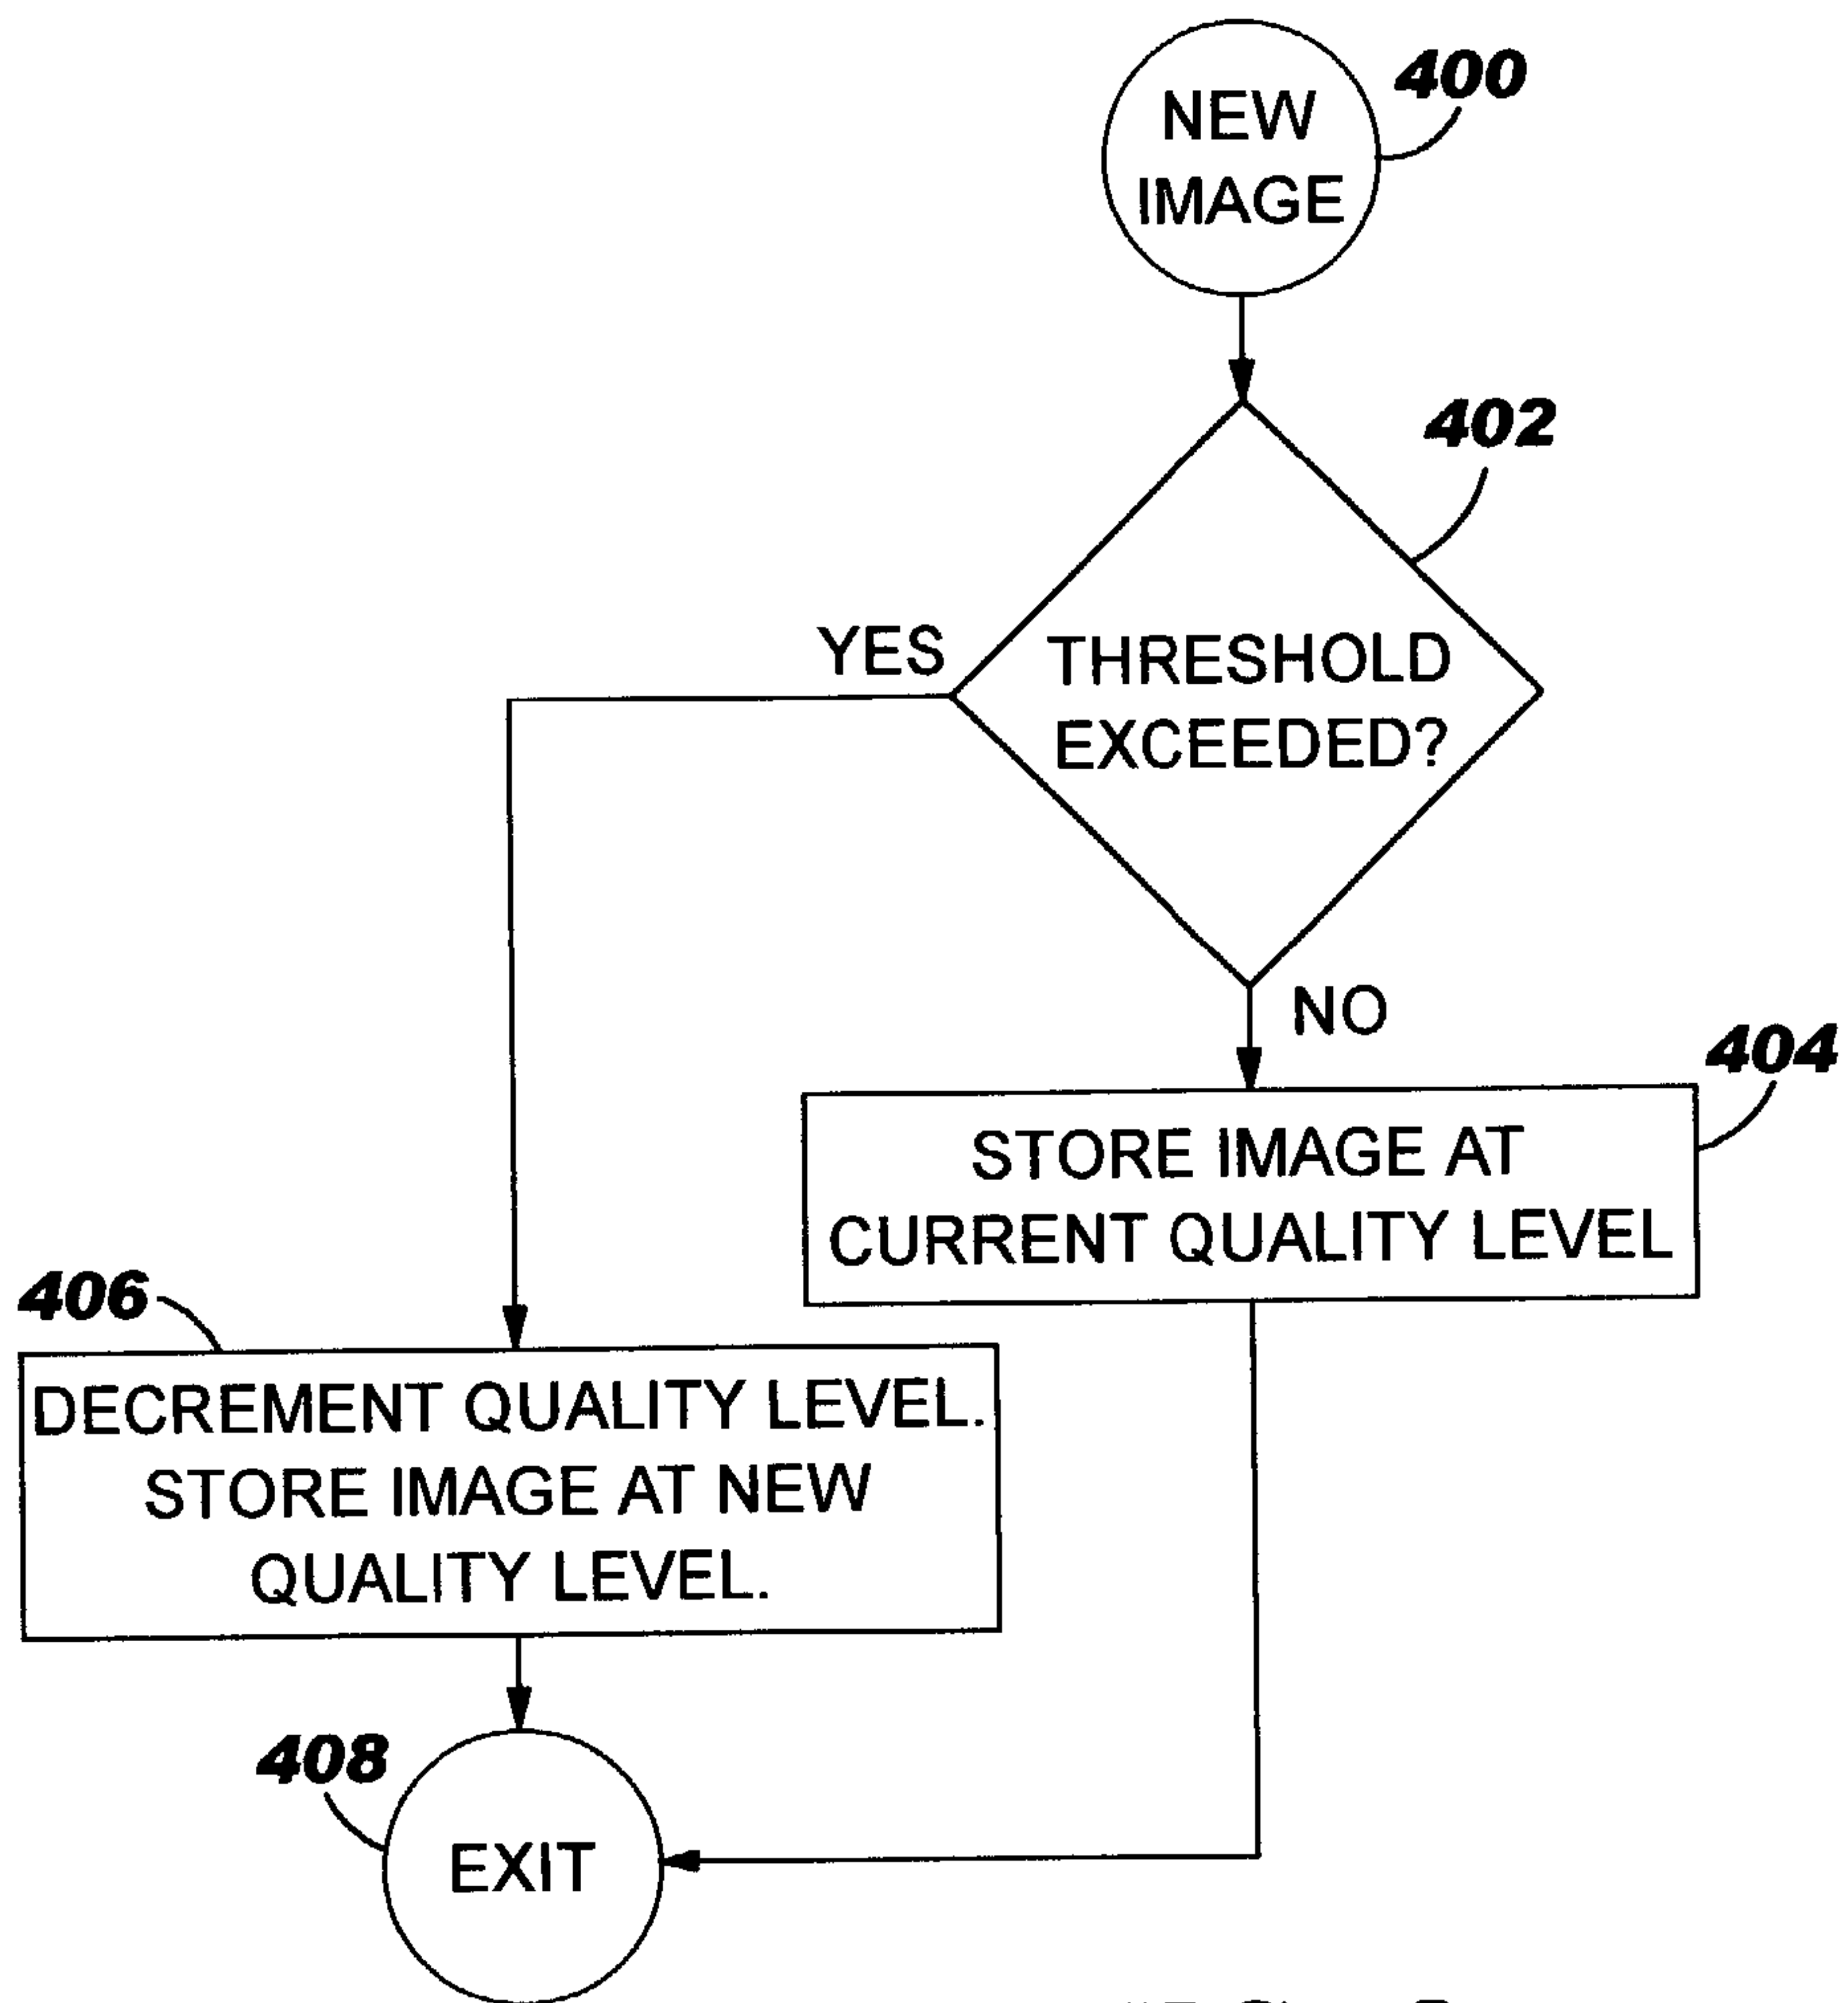 NEW
IMAGE
400
402
THRESHOLD
EXCEEDED?
YES
NO
404
STORE IMAGE AT
CURRENT QUALITY LEVEL
406
DECREMENT QUALITY LEVEL.
STORE IMAGE AT NEW
QUALITY LEVEL.
408
EXIT